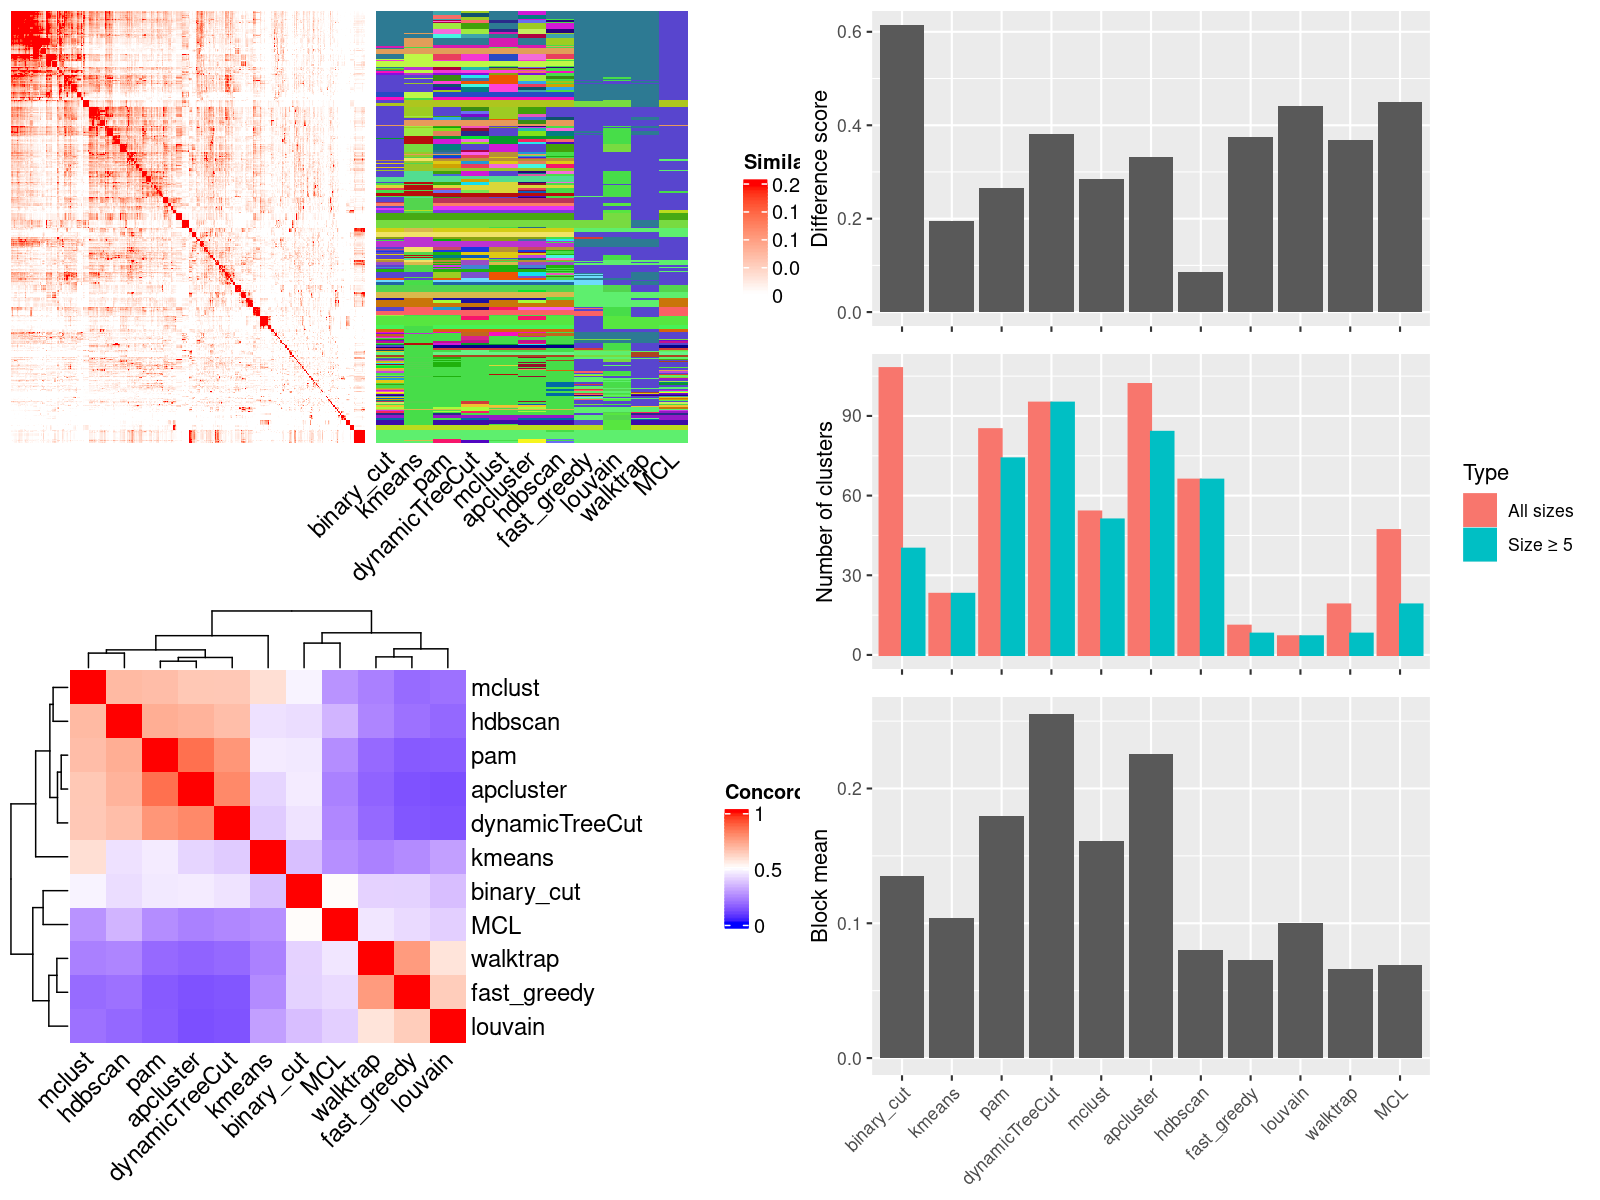 Simila
0.2
0.1
0.1
0.0
0
binary_cut
kmeans
pam
dynamicTreeCut
mclust
apcluster
hdbscan
fast_greedy
louvain
walktrap
MCL
mclust
hdbscan
pam
apcluster
dynamicTreeCut
kmeans
binary_cut
MCL
walktrap
fast_greedy
louvain
mclust
hdbscan
pam
apcluster
dynamicTreeCut
kmeans
binary_cut
MCL
walktrap
fast_greedy
louvain
Concord
1
0.5
0
Difference score
0.6
0.4
0.2
0.0
Number of clusters
90
60
30
0
Type
All sizes
Size ≥ 5
Block mean
0.2
0.1
0.0
binary_cut
kmeans
pam
dynamicTreeCut
mclust
apcluster
hdbscan
fast_greedy
louvain
walktrap
MCL